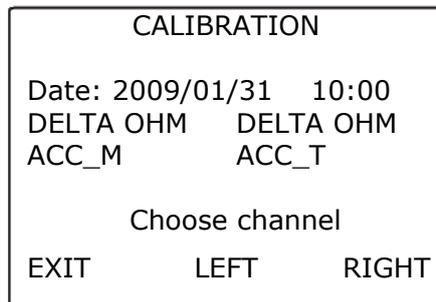 CALIBRATION
Date: 2009/01/31 10:00
DELTA OHM DELTA OHM
ACC_M ACC_T
Choose channel
EXIT LEFT RIGHT